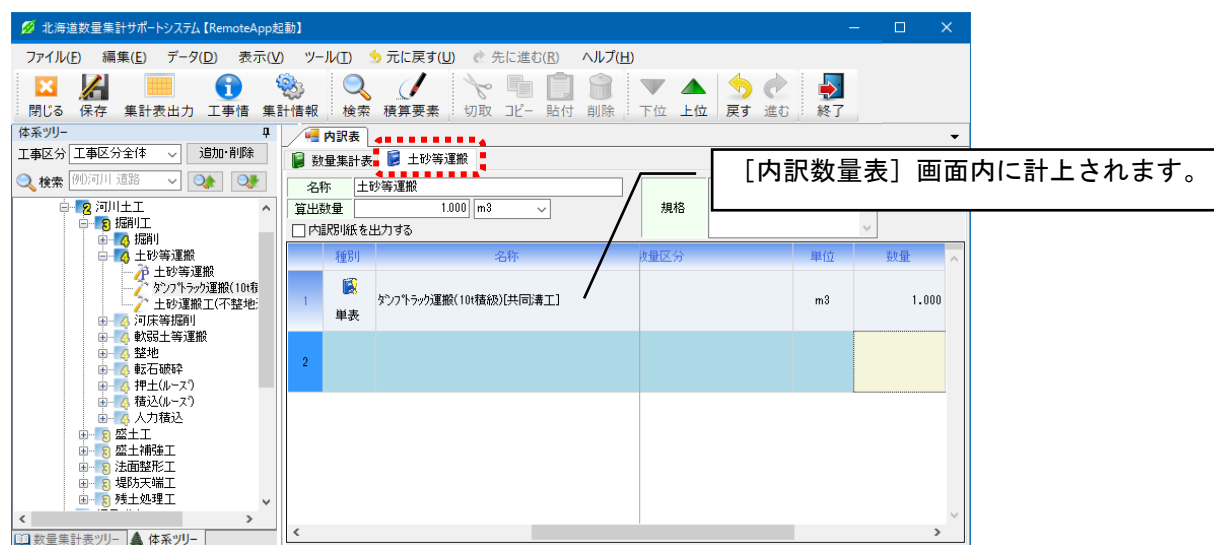 北海道数量集計サポートシステム【RemoteApp起動】
ファイル(F) 編集(E) データ(D) 表示(V) ツール(T) 元に戻す(U) 先に進む(R) ヘルプ(H)
閉じる 保存 集計表出力 工事情 集計情報 検索 積算要素 切取 コピー 貼付 削除 下位 上位 戻す 進む 終了
体系ツリー
工事区分 工事区分全体 追加・削除
検索 例)河川 道路
2 河川土工
3 掘削工
4 掘削
4 土砂等運搬
P 土砂等運搬
ダンプトラック運搬(10t積
土砂運搬工(不整地
4 河床等掘削
4 軟弱土等運搬
4 整地
4 転石破砕
4 押土(ルーズ)
4 積込(ルーズ)
4 人力積込
3 盛土工
3 盛土補強工
3 法面整形工
3 堤防天端工
3 残土処理工
数量集計表ツリー 体系ツリー
内訳表
数量集計表 土砂等運搬
名称 土砂等運搬
規格
算出数量 1.000 m3
内訳別紙を出力する
種別 名称 数量区分 単位 数量
1 単表 ダンプトラック運搬(10t積級)[共同溝工] m3 1.000
2
［内訳数量表］画面内に計上されます。